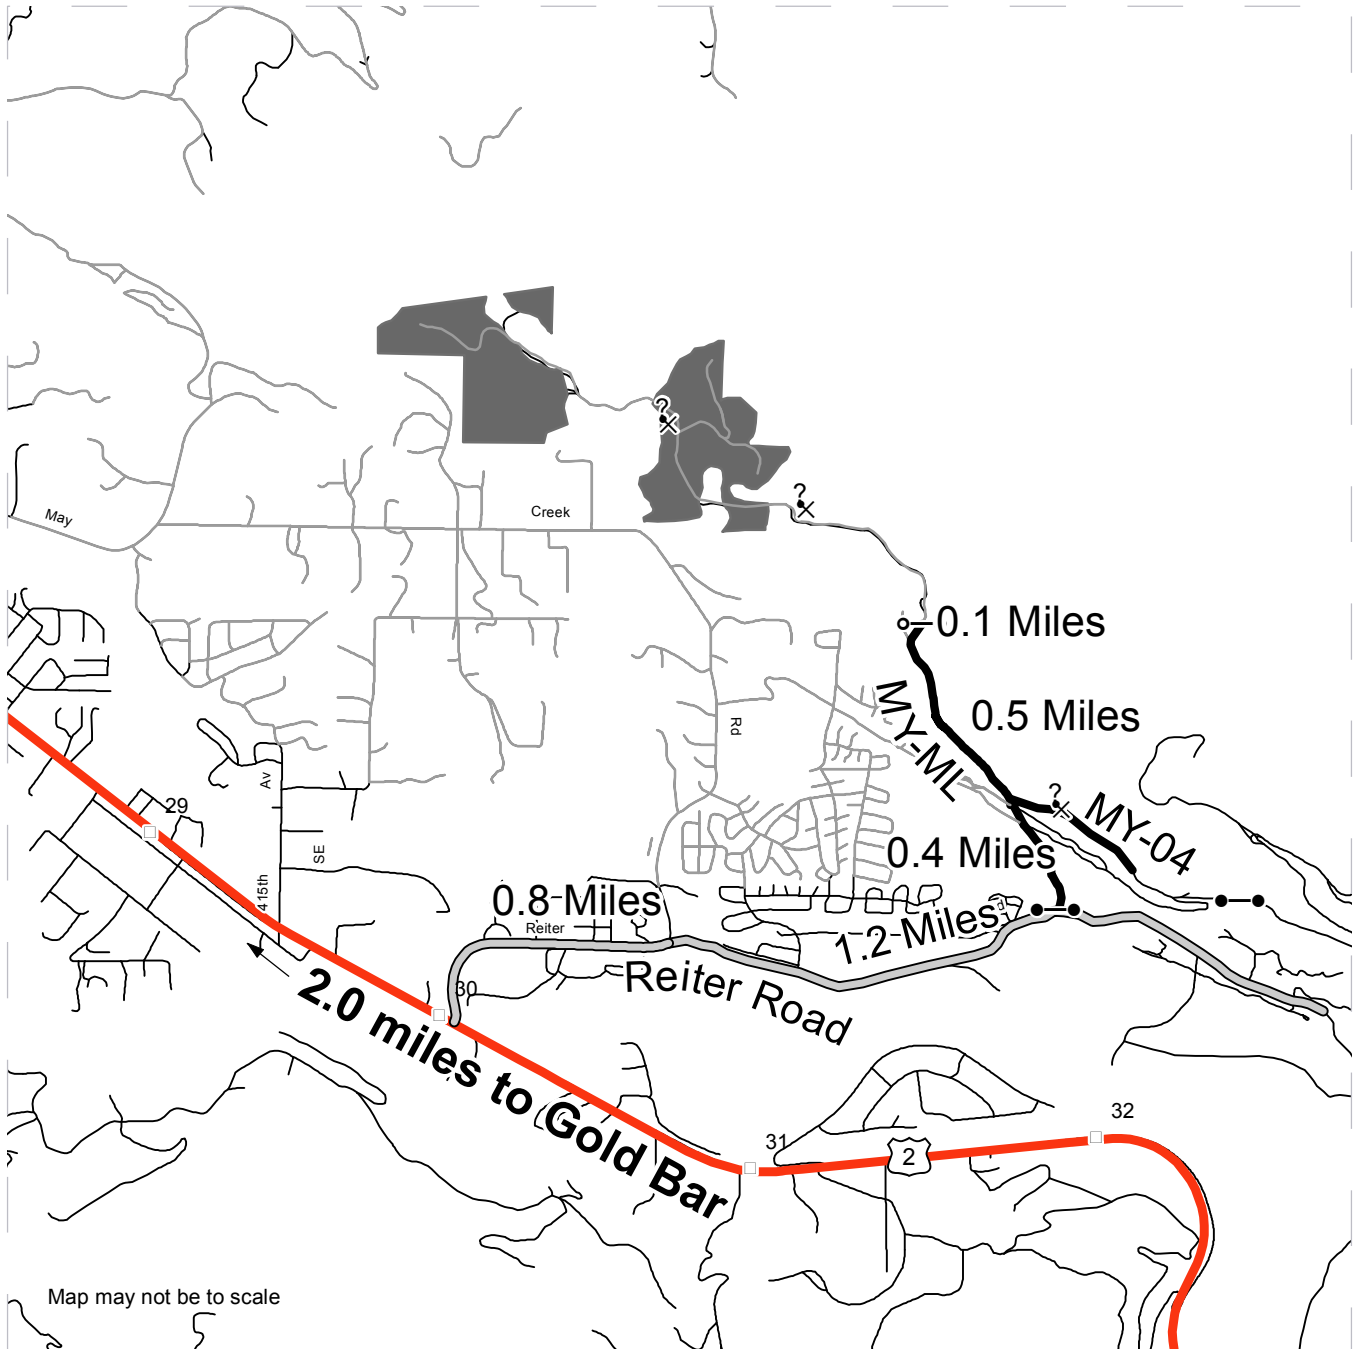 ?
?
May
Creek
0.1 Miles
MY-ML
0.5 Miles
Rd
Av
29
?
MY-04
SE
0.4 Miles
415th
0.8 Miles
Reiter
1.2 Miles
Reiter Road
30
2.0 miles to Gold Bar
31
32
2
Map may not be to scale